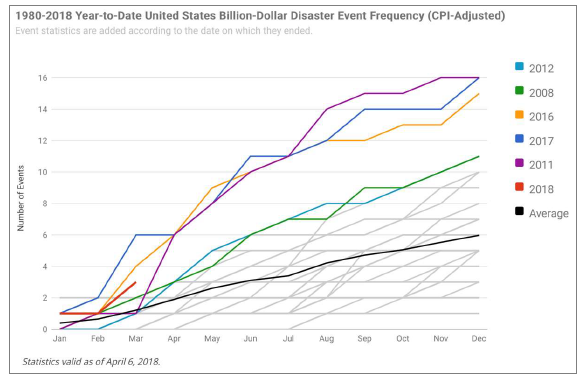 1980-2018 Year-to-Date United States Billion-Dollar Disaster Event Frequency (CPI-Adjusted)
Event statistics are added according to the date on which they ended.
Number of Events
16
14
12
10
8
6
4
2
0
Jan Feb Mar Apr May Jun Jul Aug Sep Oct Nov Dec
2012
2008
2016
2017
2011
2018
Average
Statistics valid as of April 6, 2018.